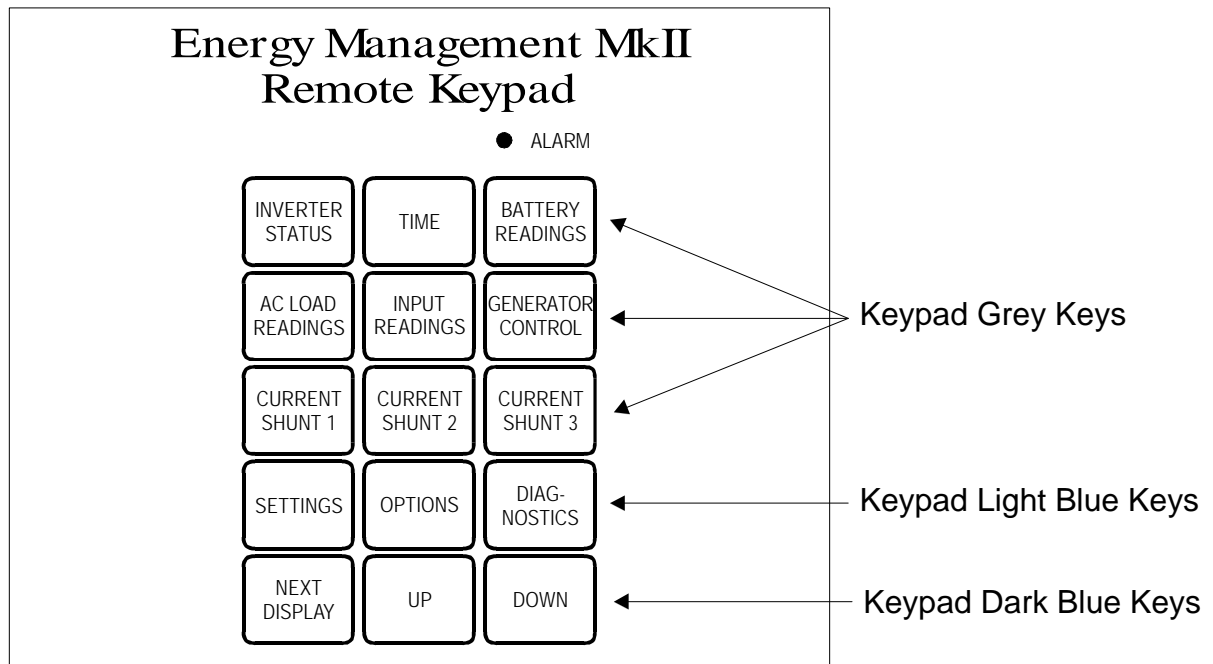 Energy Management MkII
Remote Keypad
ALARM
INVERTER
STATUS
TIME
BATTERY
READINGS
AC LOAD
READINGS
INPUT
READINGS
GENERATOR
CONTROL
Keypad Grey Keys
CURRENT
SHUNT 1
CURRENT
SHUNT 2
CURRENT
SHUNT 3
SETTINGS
OPTIONS
DIAG-
NOSTICS
Keypad Light Blue Keys
NEXT
DISPLAY
UP
DOWN
Keypad Dark Blue Keys